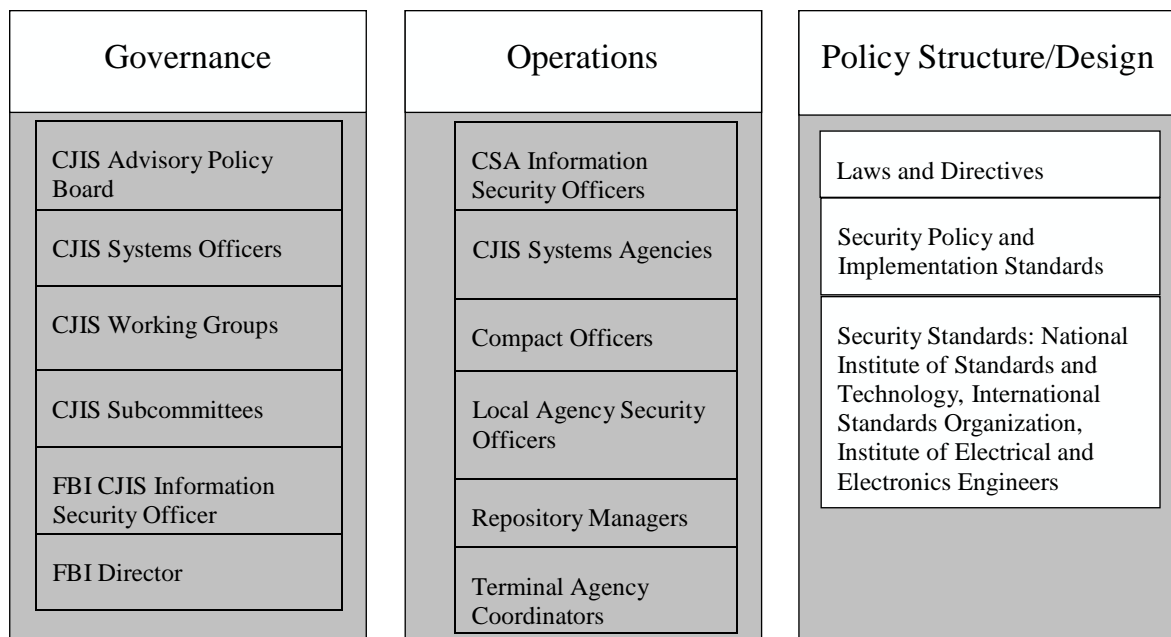 Governance
CJIS Advisory Policy
Board
CJIS Systems Officers
CJIS Working Groups
CJIS Subcommittees
FBI CJIS Information
Security Officer
FBI Director
Operations
CSA Information
Security Officers
CJIS Systems Agencies
Compact Officers
Local Agency Security
Officers
Repository Managers
Terminal Agency
Coordinators
Policy Structure/Design
Laws and Directives
Security Policy and
Implementation Standards
Security Standards: National
Institute of Standards and
Technology, International
Standards Organization,
Institute of Electrical and
Electronics Engineers